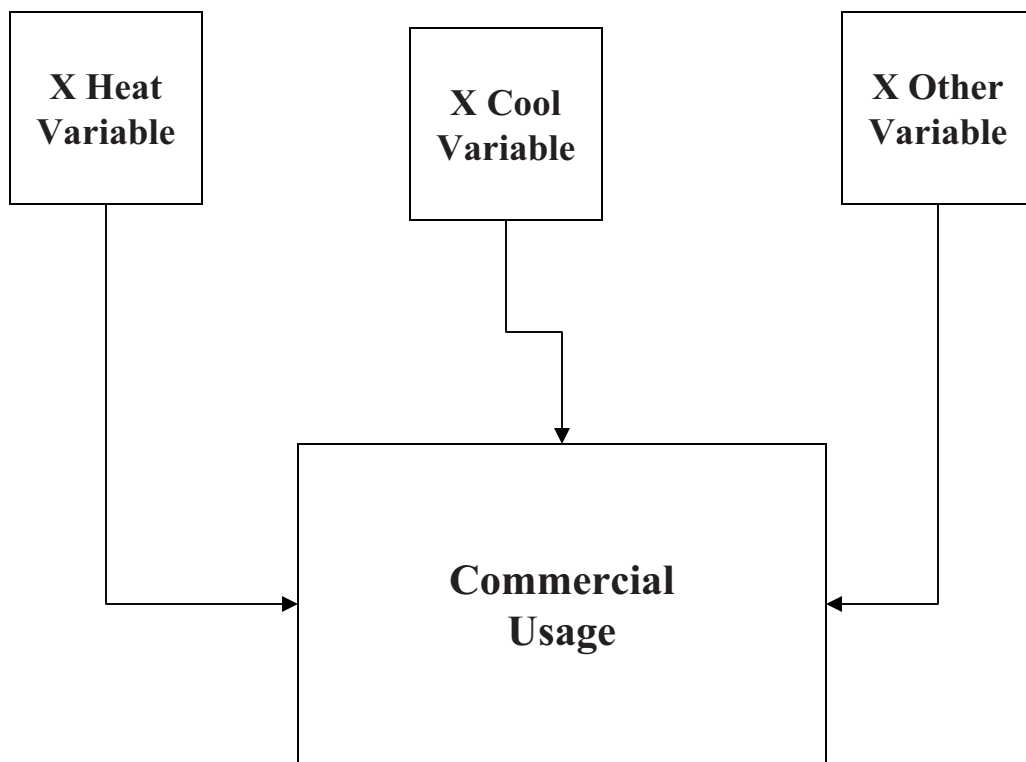 X Heat
Variable
X Cool
Variable
X Other
Variable
Commercial
Usage